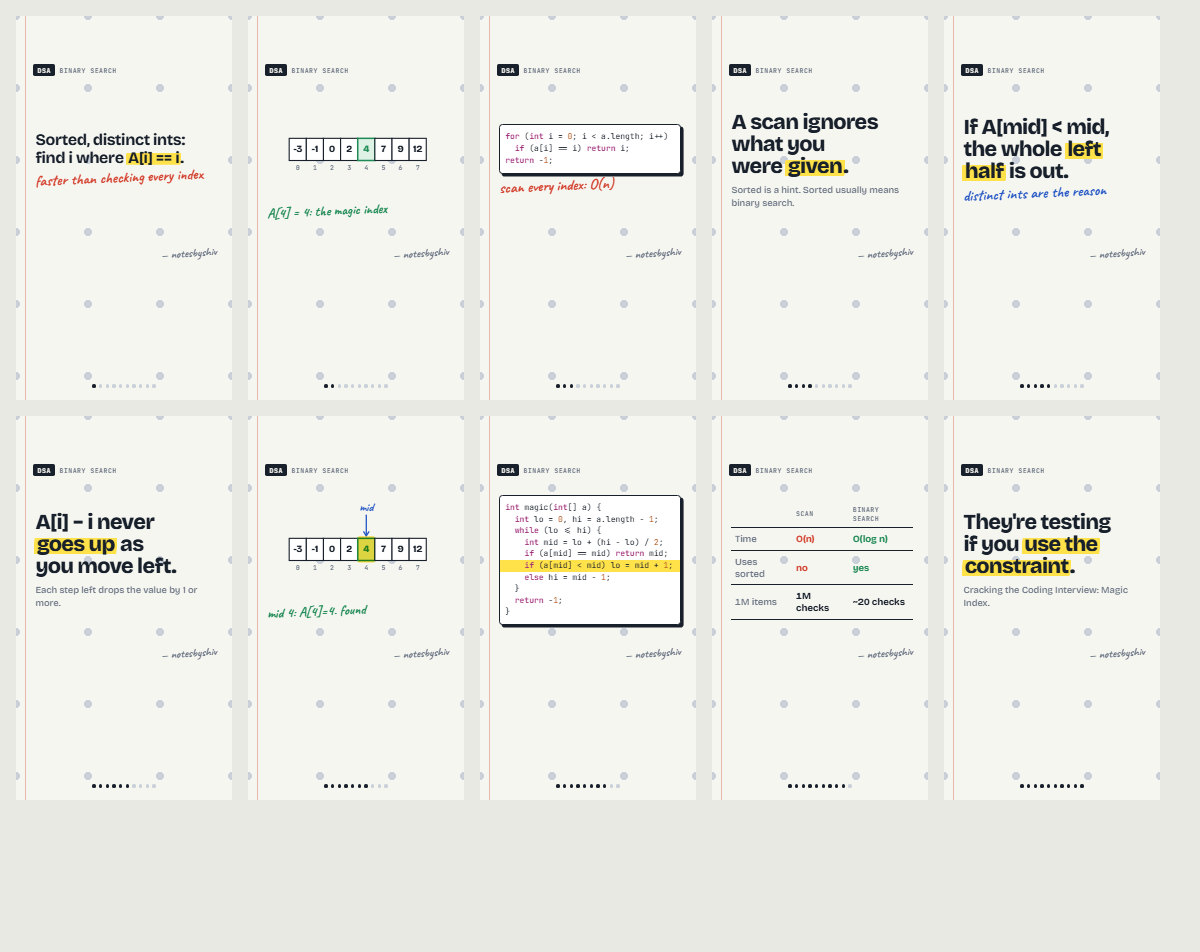 DSA BINARY SEARCH
Sorted, distinct ints:
find i where A[i] == i.
faster than checking every index
— notesbyshiv
DSA BINARY SEARCH
-3 -1 0 2 4 7 9 12
0 1 2 3 4 5 6 7
A[4] = 4: the magic index
— notesbyshiv
DSA BINARY SEARCH
for (int i = 0; i < a.length; i++)
if (a[i] == i) return i;
return -1;
scan every index: O(n)
— notesbyshiv
DSA BINARY SEARCH
A scan ignores
what you
were given.
Sorted is a hint. Sorted usually means
binary search.
— notesbyshiv
DSA BINARY SEARCH
If A[mid] < mid,
the whole left
half is out.
distinct ints are the reason
— notesbyshiv
DSA BINARY SEARCH
A[i] - i never
goes up as
you move left.
Each step left drops the value by 1 or
more.
— notesbyshiv
DSA BINARY SEARCH
mid
-3 -1 0 2 4 7 9 12
0 1 2 3 4 5 6 7
mid 4: A[4]=4. found
— notesbyshiv
DSA BINARY SEARCH
int magic(int[] a) {
int lo = 0, hi = a.length - 1;
while (lo <= hi) {
int mid = lo + (hi - lo) / 2;
if (a[mid] == mid) return mid;
if (a[mid] < mid) lo = mid + 1;
else hi = mid - 1;
}
return -1;
}
— notesbyshiv
DSA BINARY SEARCH
SCAN BINARY SEARCH
Time O(n) O(log n)
Uses sorted no yes
1M items 1M checks ~20 checks
— notesbyshiv
DSA BINARY SEARCH
They're testing
if you use the
constraint.
Cracking the Coding Interview: Magic
Index.
— notesbyshiv